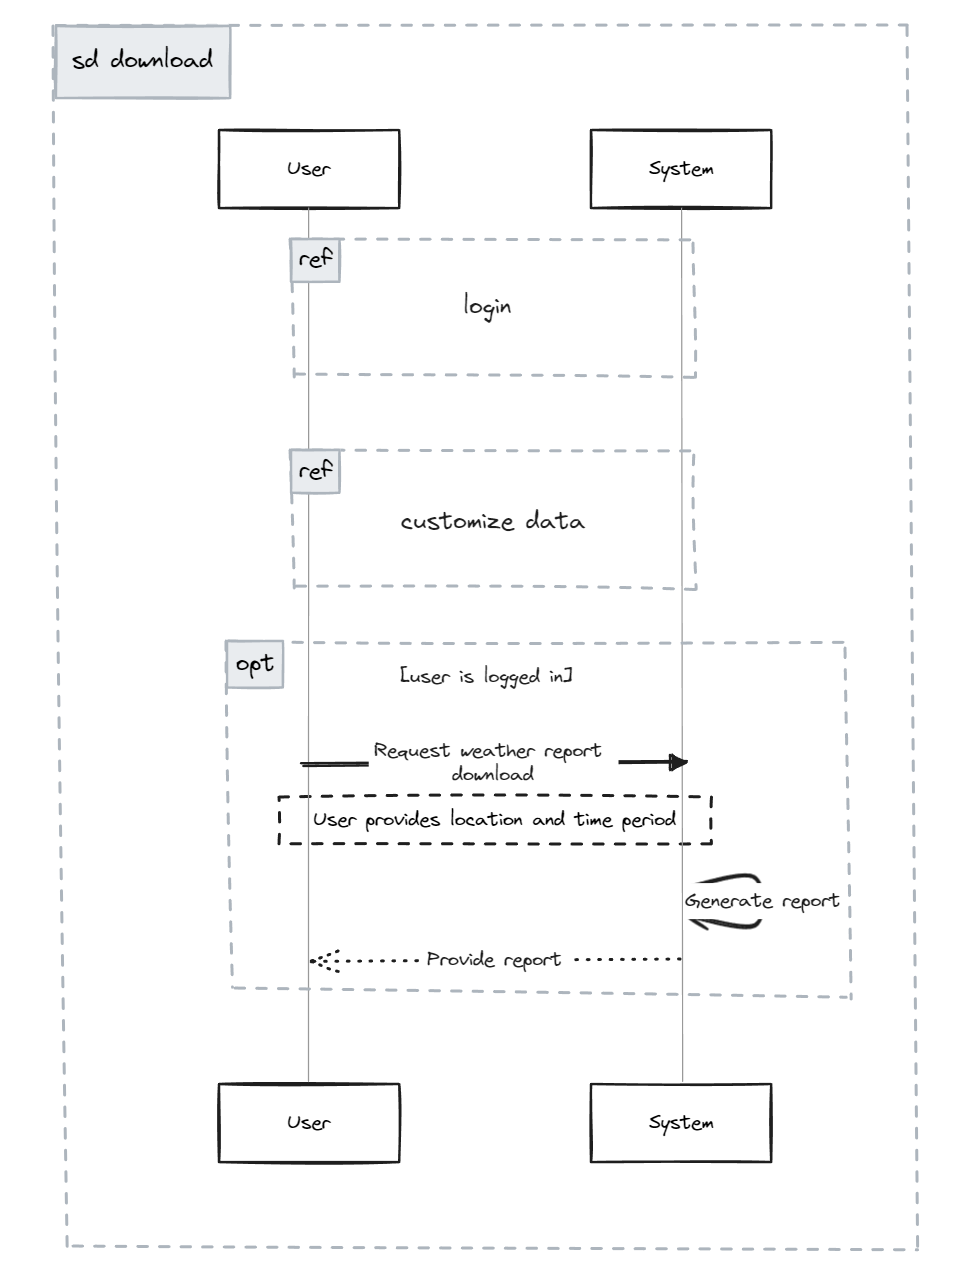 sd download
User
System
ref
login
ref
customize data
opt
[user is logged in]
Request weather report
download
User provides location and time period
Generate report
Provide report
User
System